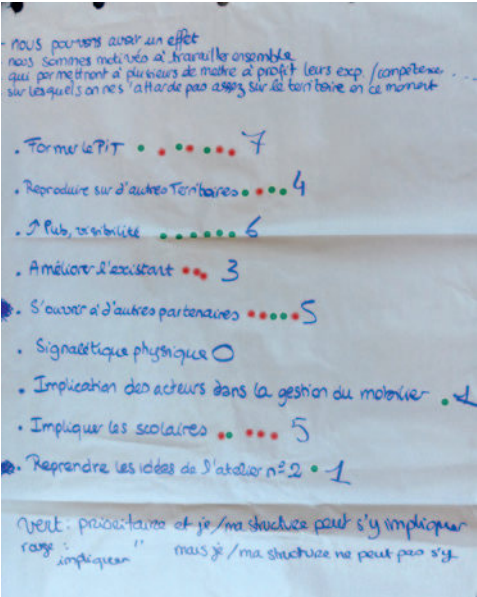 - nous pouvons avoir un effet
nous sommes motivés à travailler ensemble
qui permettront à plusieurs de mettre à profit leurs exp. / compétence ...
sur lesquels on ne s'attarde pas assez sur le territoire en ce moment
. Former le PiT 7
. Reproduire sur d'autres Territoires 4
. ↗ Pub, visibilité 6
. Améliorer l'existant 3
. S'ouvrir à d'autres partenaires 5
. Signalétique physique 0
. Implication des acteurs dans la gestion du mobilier . 1
. Impliquer les scolaires 5
. Reprendre les idées de l'atelier n°2 1
vert : prioritaire et je / ma structure peut s'y impliquer
rouge : " mais je / ma structure ne peut pas s'y
impliquer